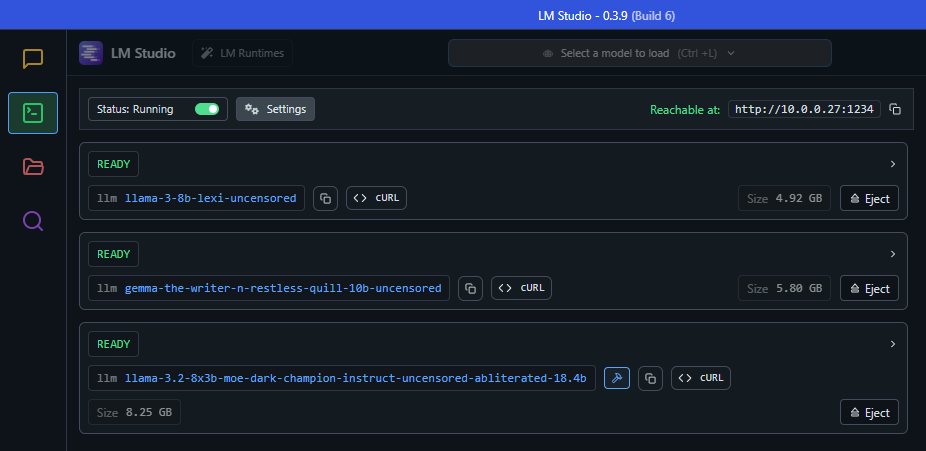 LM Studio - 0.3.9 (Build 6)
LM Studio LM Runtimes Select a model to load (Ctrl +L)
Status: Running Settings Reachable at: http://10.0.0.27:1234
READY
llm llama-3-8b-lexi-uncensored cURL Size 4.92 GB Eject
READY
llm gemma-the-writer-n-restless-quill-10b-uncensored cURL Size 5.80 GB Eject
READY
llm llama-3.2-8x3b-moe-dark-champion-instruct-uncensored-abliterated-18.4b cURL
Size 8.25 GB Eject